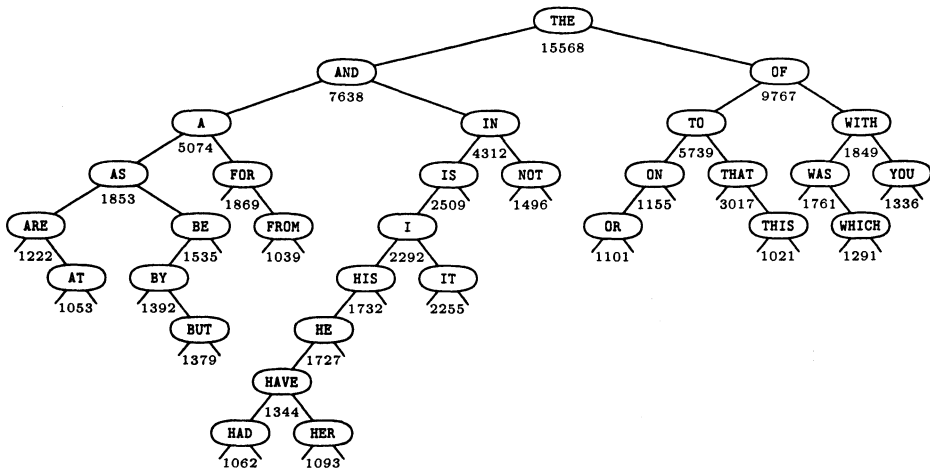 THE
15568
AND OF
7638 9767
A IN TO WITH
5074 4312 5739 1849
AS FOR IS NOT ON THAT WAS YOU
1853 1869 2509 1496 1155 3017 1761 1336
ARE BE FROM I OR THIS WHICH
1222 1535 1039 2292 1101 1021 1291
AT BY HIS IT
1053 1392 1732 2255
BUT HE
1379 1727
HAVE
1344
HAD HER
1062 1093